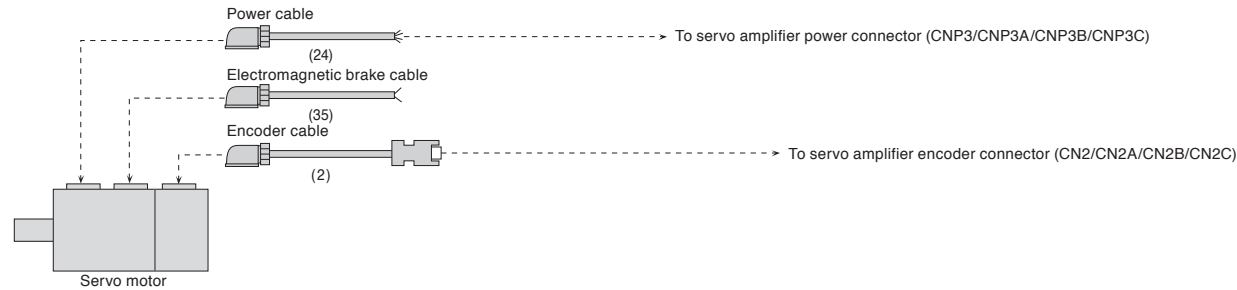 Power cable
To servo amplifier power connector (CNP3/CNP3A/CNP3B/CNP3C)
(24)
Electromagnetic brake cable
(35)
Encoder cable
To servo amplifier encoder connector (CN2/CN2A/CN2B/CN2C)
(2)
Servo motor